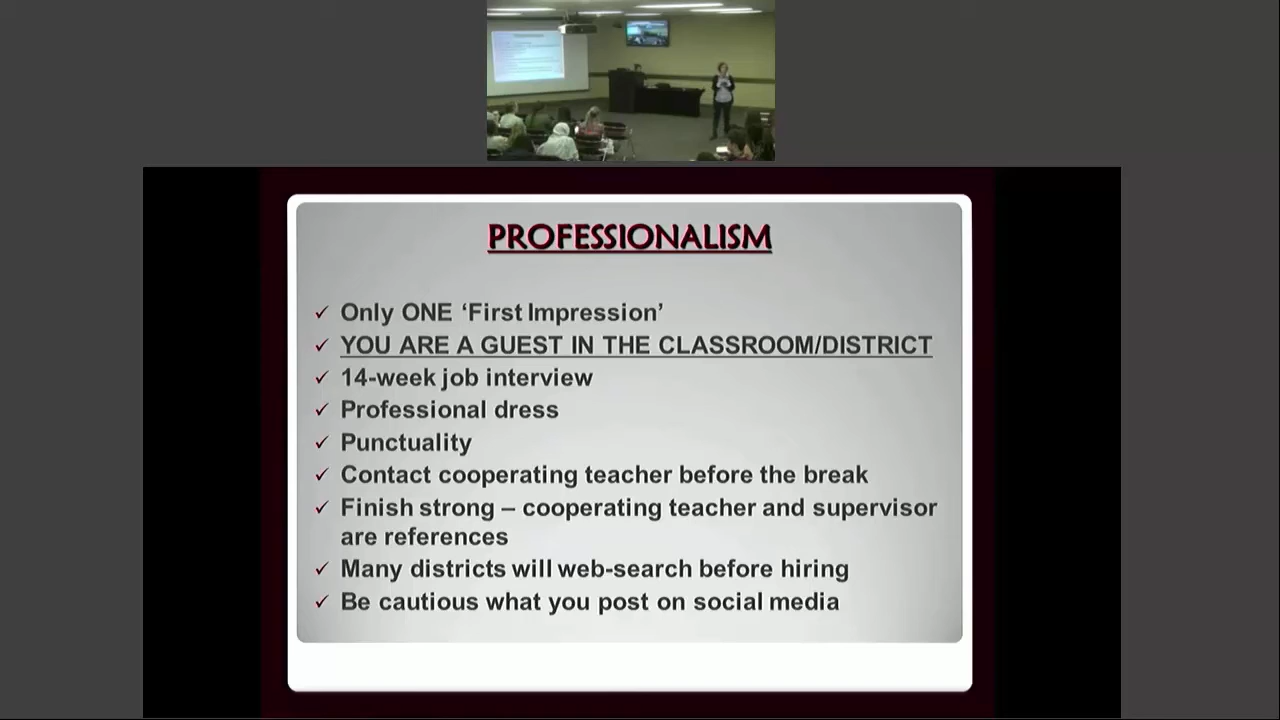 PROFESSIONALISM
Only ONE ‘First Impression’
YOU ARE A GUEST IN THE CLASSROOM/DISTRICT
14-week job interview
Professional dress
Punctuality
Contact cooperating teacher before the break
Finish strong – cooperating teacher and supervisor
are references
Many districts will web-search before hiring
Be cautious what you post on social media